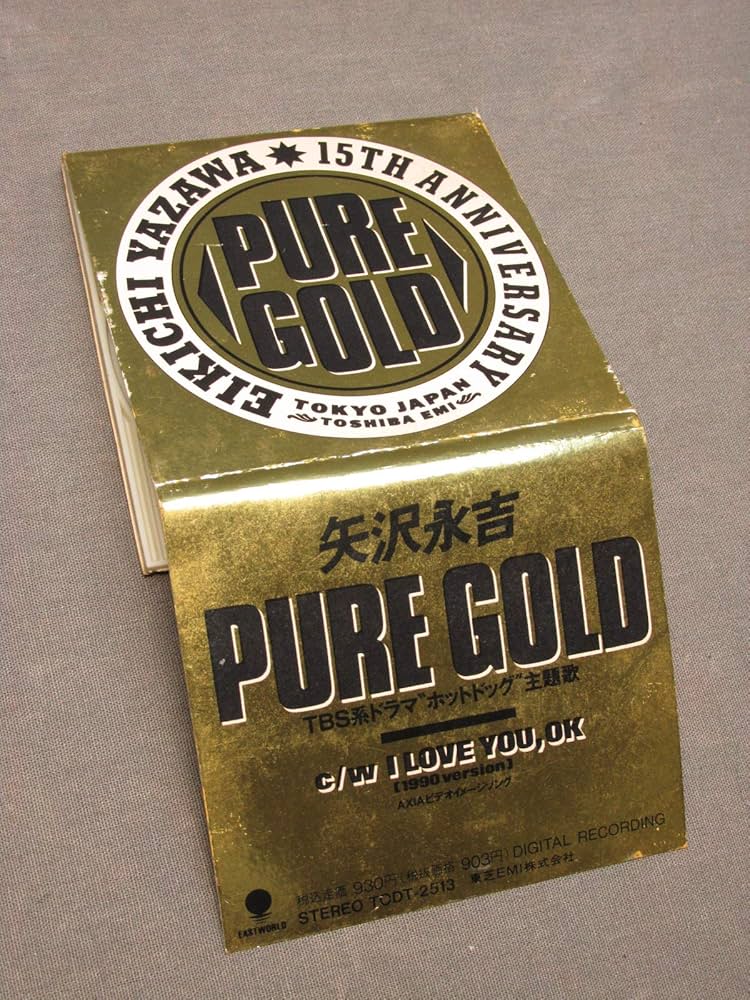 EIKICHI YAZAWA ✷ 15TH ANNIVERSARY
PURE
GOLD
TOKYO JAPAN
TOSHIBA EMI
矢沢永吉
PURE GOLD
TBS系ドラマ"ホットドッグ"主題歌
c/w I LOVE YOU, OK
[1990 version]
AXIAビデオイメージソング
税込定価 930円(税抜価格 903円) DIGITAL RECORDING
STEREO TODT-2513 東芝EMI株式会社
EASTWORLD